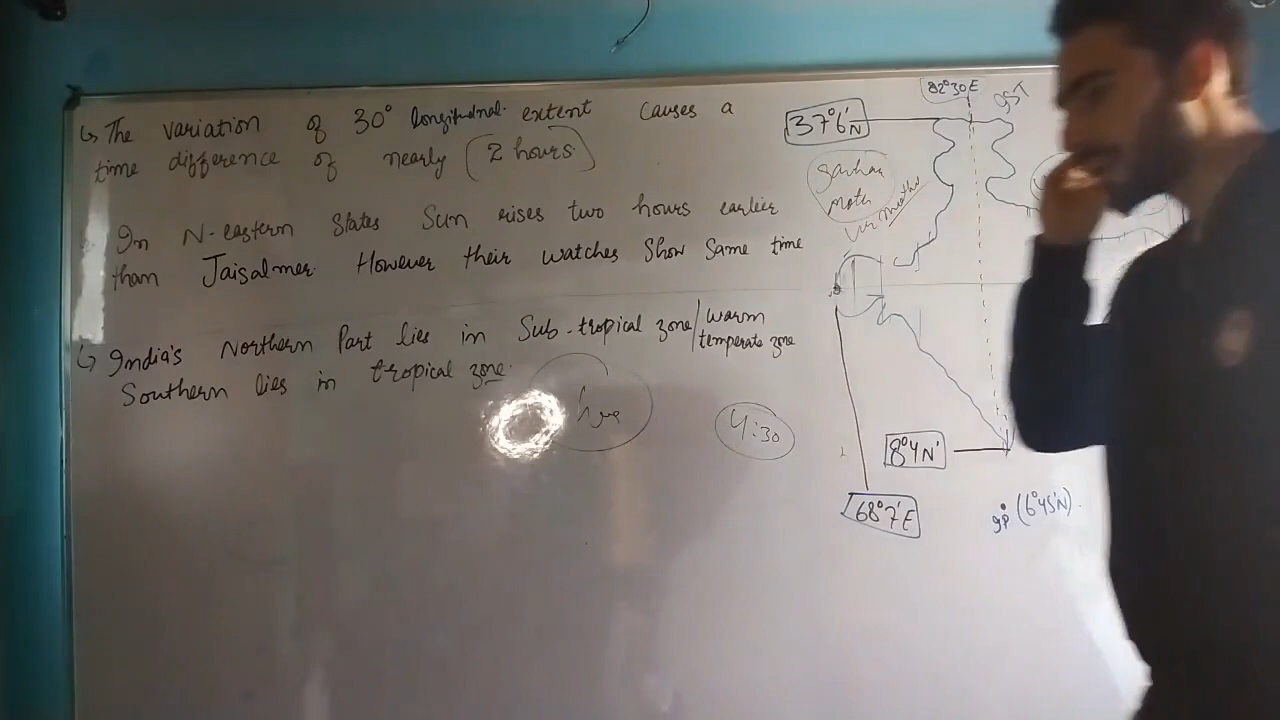 ↳ The variation of 30° longitudnal extent causes a
time difference of nearly (2 hours)
In N-eastern States Sun rises two hours earlier
than Jaisalmer. However their watches Show Same time
↳ India's Northern Part lies in Sub-tropical zone/warm
temperate zone
Southern lies in tropical zone.
4:30
82°30'E
37°6'N
8°4'N
68°7'E
(6°45'N).